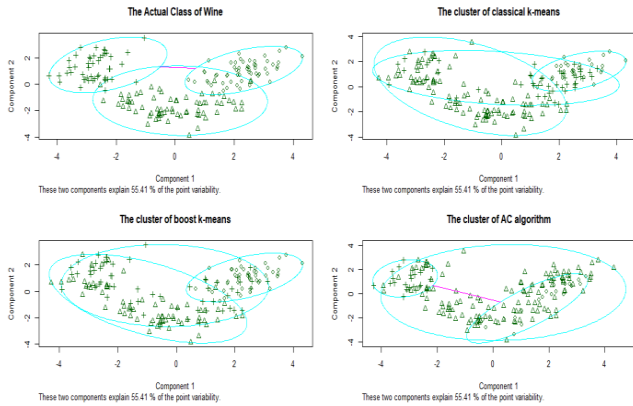 The Actual Class of Wine
Component 2
-4 -2 0 2
-4 -2 0 2 4
Component 1
These two components explain 55.41 % of the point variability.
The cluster of classical k-means
Component 2
-4 -2 0 2 4
-4 -2 0 2 4
Component 1
These two components explain 55.41 % of the point variability.
The cluster of boost k-means
Component 2
-4 -2 0 2
-4 -2 0 2 4
Component 1
These two components explain 55.41 % of the point variability.
The cluster of AC algorithm
Component 2
-4 -2 0 2 4
-4 -2 0 2 4
Component 1
These two components explain 55.41 % of the point variability.